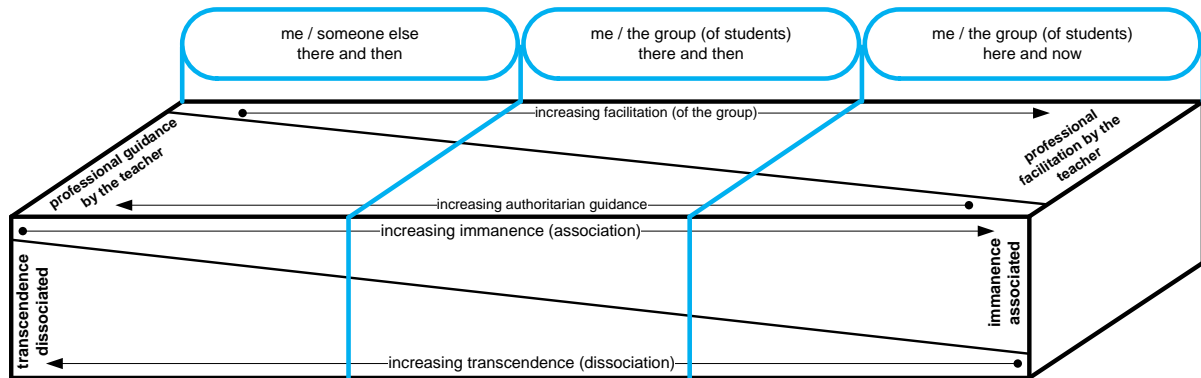 me / someone else
there and then
me / the group (of students)
there and then
me / the group (of students)
here and now
increasing facilitation (of the group)
professional guidance
by the teacher
professional
facilitation by the
teacher
increasing authoritarian guidance
increasing immanence (association)
transcendence
dissociated
immanence
associated
increasing transcendence (dissociation)